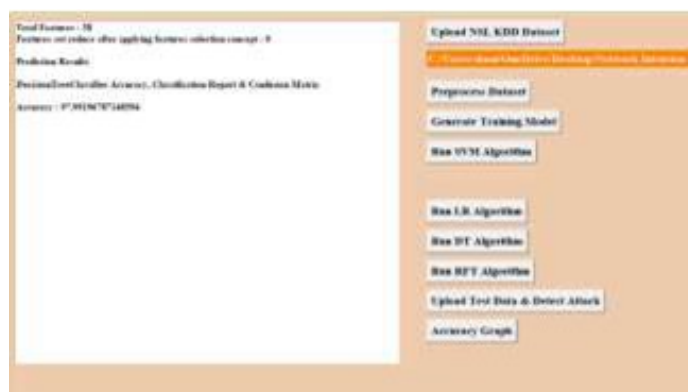 Total Features : 38
Features set reduce after applying features selection concept : 9
Prediction Results
DecisionTreeClassifier Accuracy, Classification Report & Confusion Matrix
Accuracy :
Upload NSL KDD Dataset
Preprocess Dataset
Generate Training Model
Run SVM Algorithm
Run LR Algorithm
Run DT Algorithm
Run RFT Algorithm
Upload Test Data & Detect Attack
Accuracy Graph